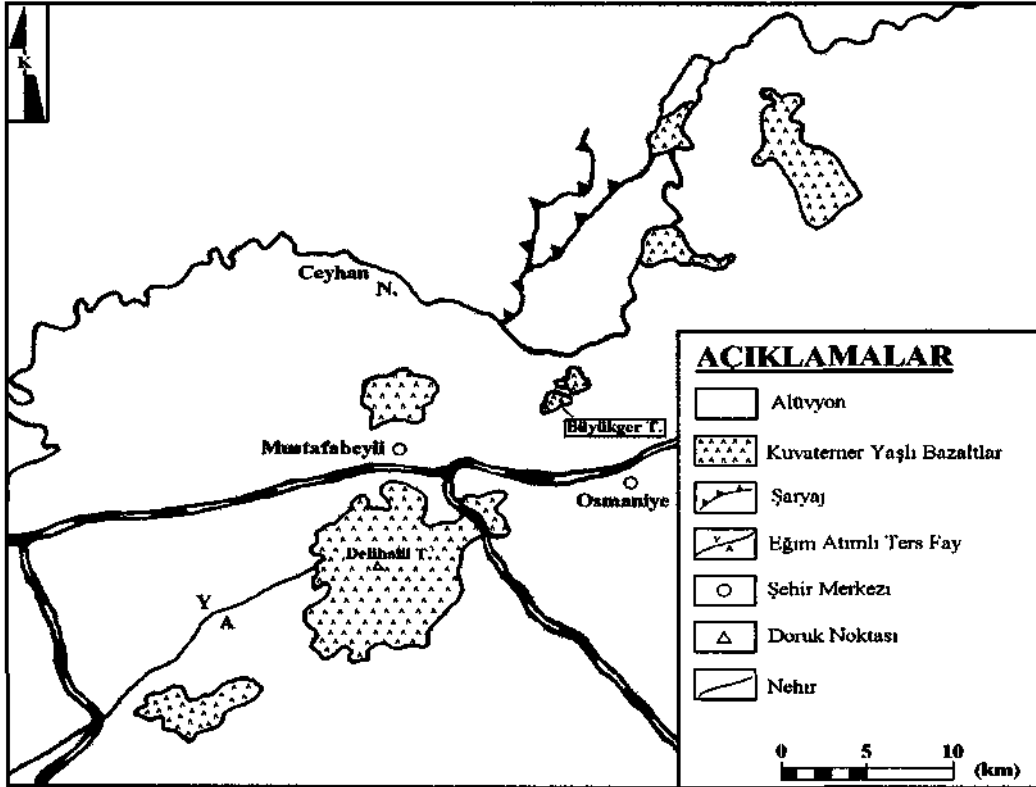 K
Ceyhan
N.
Büyükger T.
Mustafabeyli
Osmaniye
Delihalil T.
Y
A
AÇIKLAMALAR
Alüvyon
Kuvaterner Yaşlı Bazaltlar
Şaryaj
Y
A
Eğim Atımlı Ters Fay
Şehir Merkezi
Doruk Noktası
Nehir
0 5 10
(km)